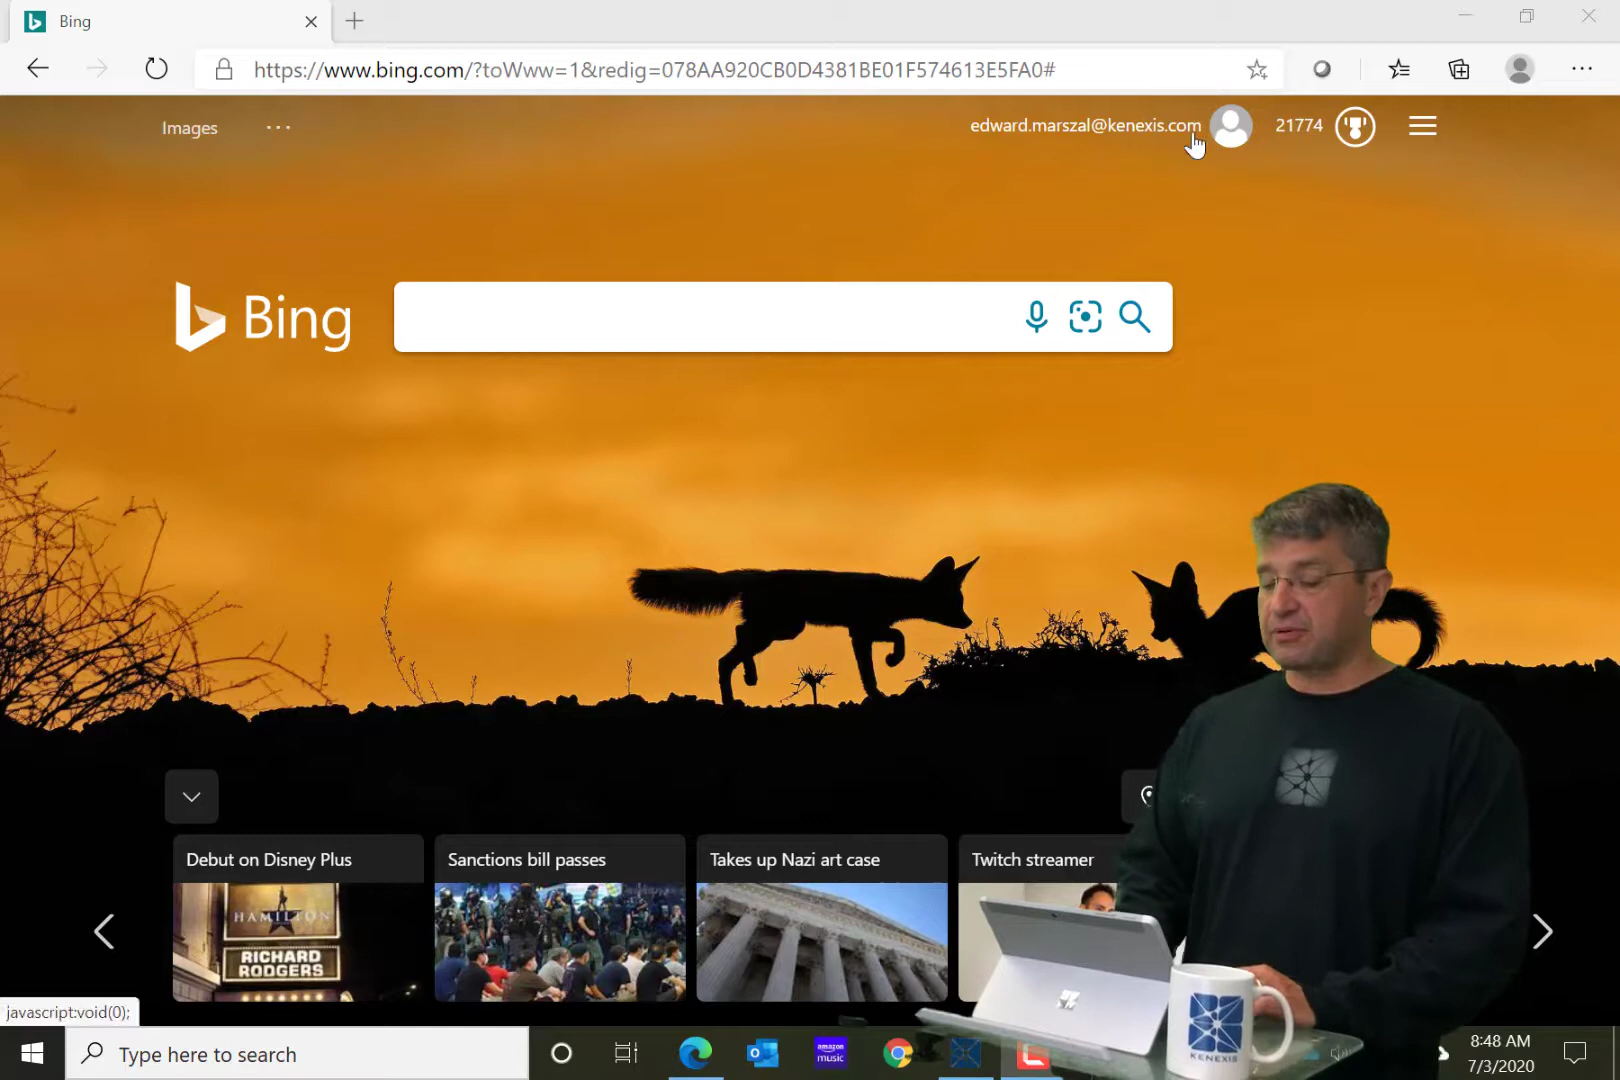 Bing
https://www.bing.com/?toWww=1&redig=078AA920CB0D4381BE01F574613E5FA0#
Images
edward.marszal@kenexis.com
21774
Bing
Debut on Disney Plus
Sanctions bill passes
Takes up Nazi art case
Twitch streamer
HAMILTON
RICHARD
RODGERS
javascript:void(0);
Type here to search
amazon
music
KENEXIS
8:48 AM
7/3/2020